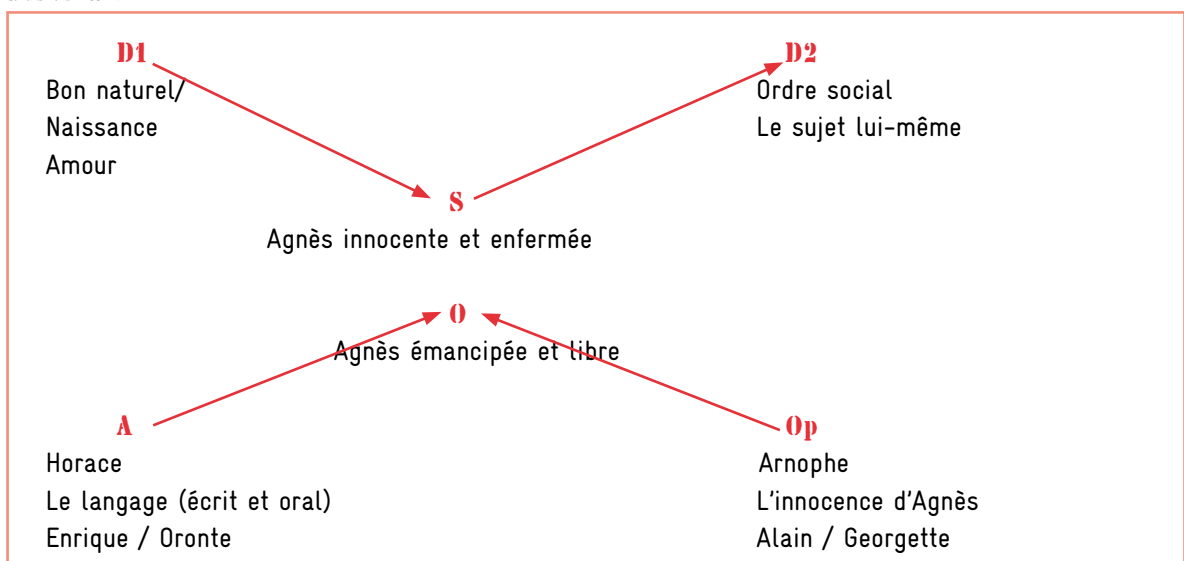 D1
D2
Bon naturel/
Ordre social
Naissance
Le sujet lui-même
Amour
S
Agnès innocente et enfermée
O
Agnès émancipée et libre
A
Op
Horace
Arnophe
Le langage (écrit et oral)
L'innocence d'Agnès
Enrique / Oronte
Alain / Georgette